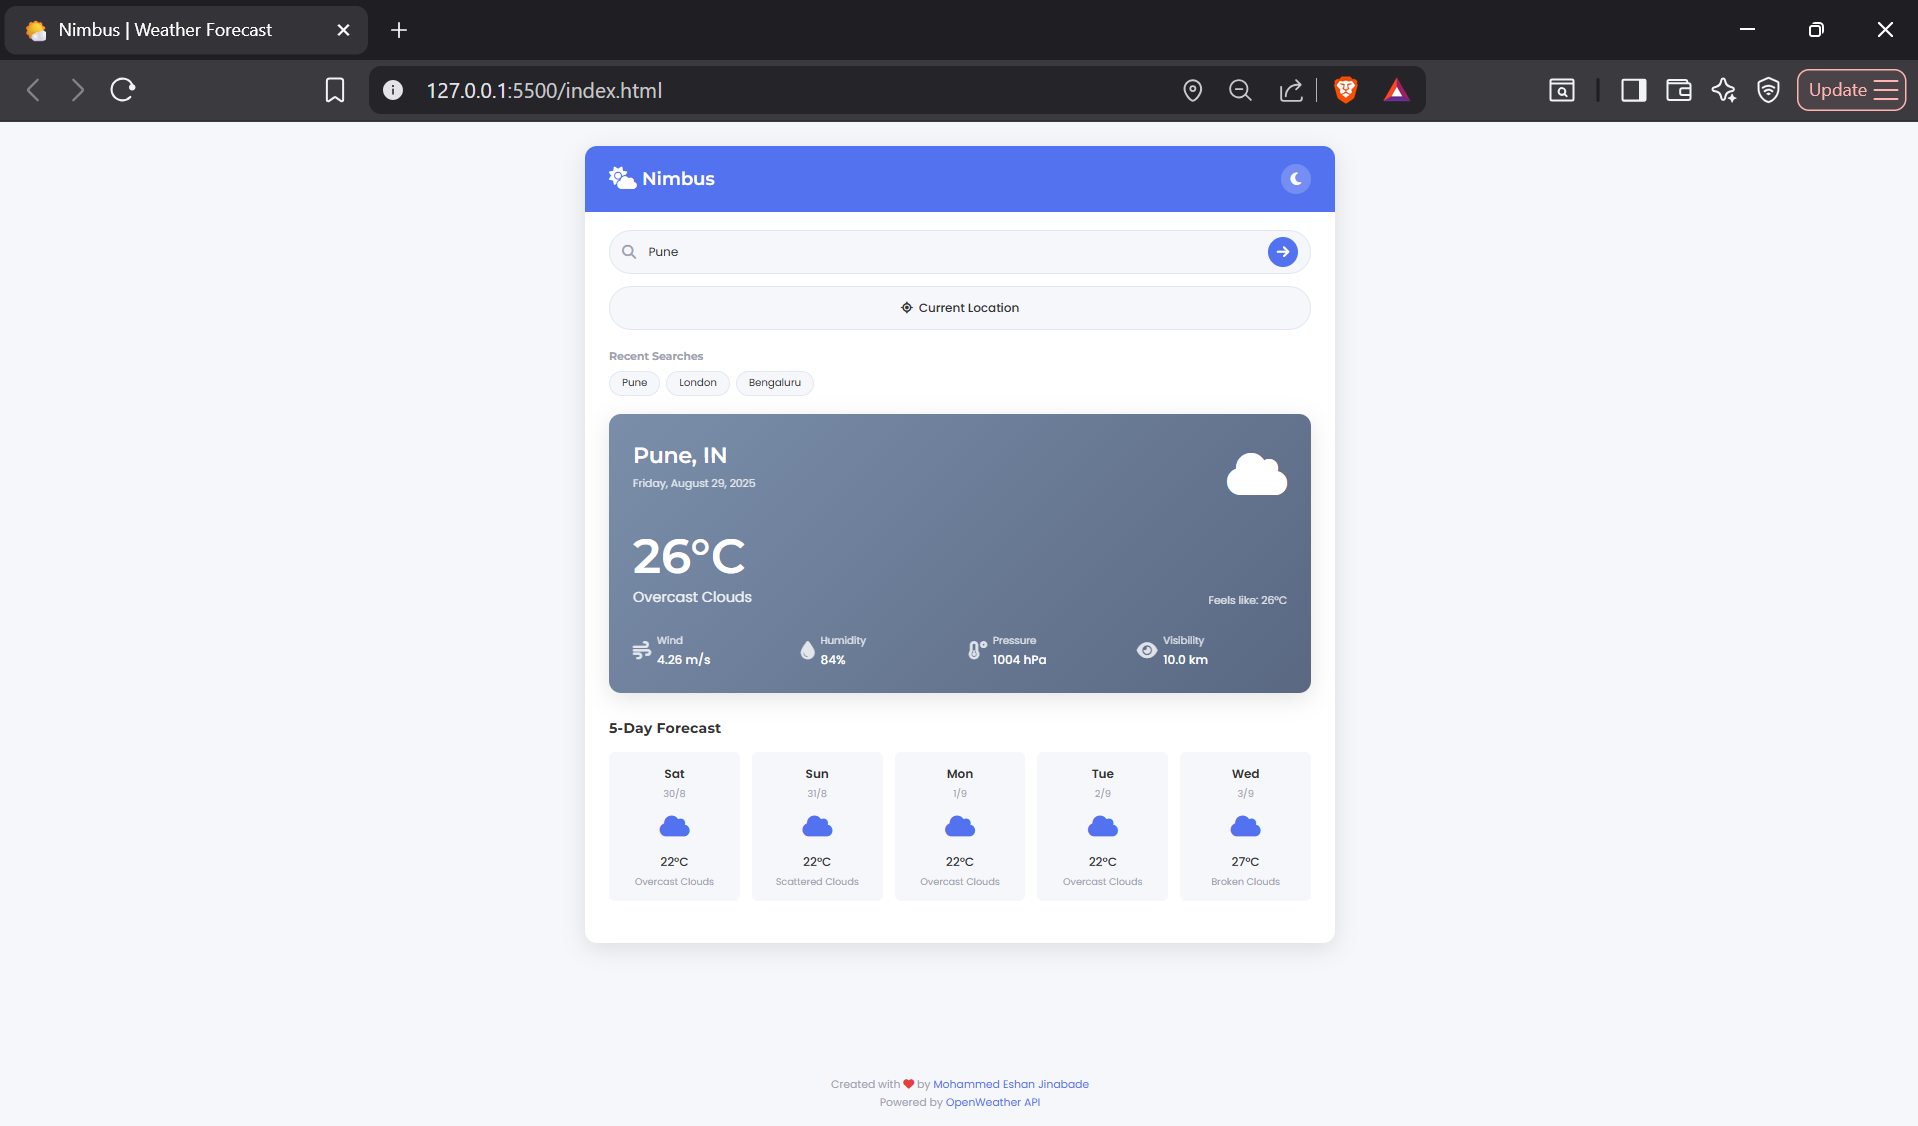 Nimbus | Weather Forecast
127.0.0.1:5500/index.html
Update
Nimbus
Pune
Current Location
Recent Searches
Pune London Bengaluru
Pune, IN
Friday, August 29, 2025
26°C
Overcast Clouds
Feels like: 26°C
Wind
4.26 m/s
Humidity
84%
Pressure
1004 hPa
Visibility
10.0 km
5-Day Forecast
Sat
30/8
22°C
Overcast Clouds
Sun
31/8
22°C
Scattered Clouds
Mon
1/9
22°C
Overcast Clouds
Tue
2/9
22°C
Overcast Clouds
Wed
3/9
27°C
Broken Clouds
Created with ❤ by Mohammed Eshan Jinabade
Powered by OpenWeather API